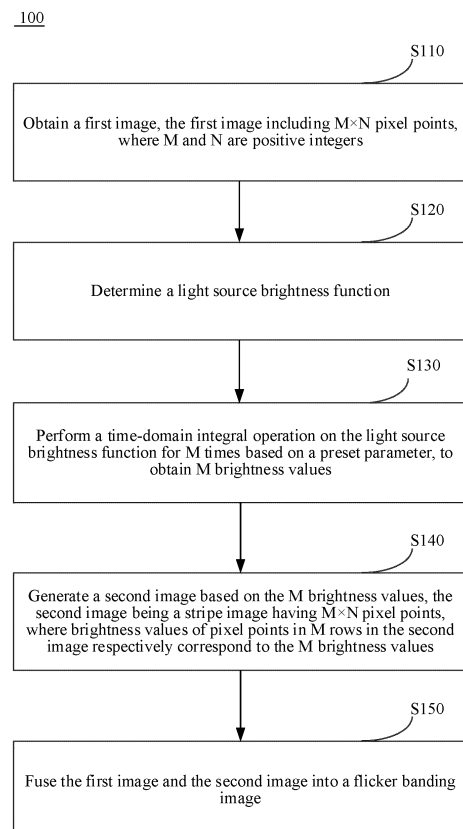 100
S110
Obtain a first image, the first image including M×N pixel points,
where M and N are positive integers
S120
Determine a light source brightness function
S130
Perform a time-domain integral operation on the light source
brightness function for M times based on a preset parameter, to
obtain M brightness values
S140
Generate a second image based on the M brightness values, the
second image being a stripe image having M×N pixel points,
where brightness values of pixel points in M rows in the second
image respectively correspond to the M brightness values
S150
Fuse the first image and the second image into a flicker banding
image